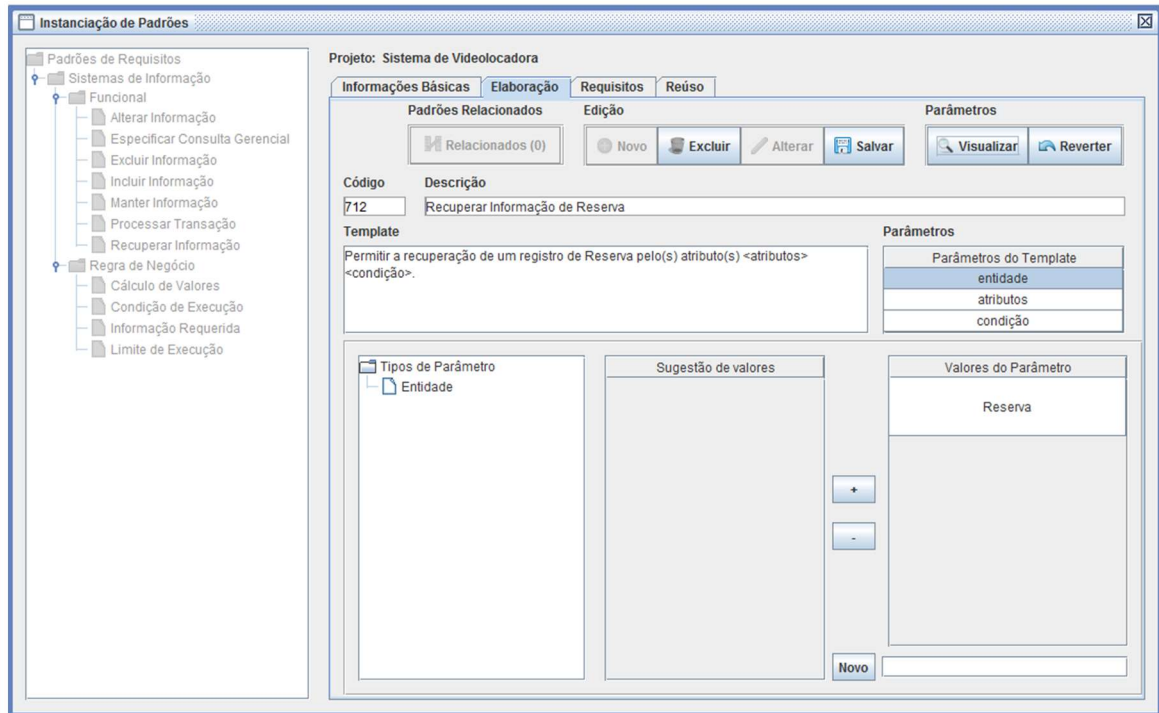 Instanciação de Padrões
Padrões de Requisitos
Sistemas de Informação
Funcional
Alterar Informação
Especificar Consulta Gerencial
Excluir Informação
Incluir Informação
Manter Informação
Processar Transação
Recuperar Informação
Regra de Negócio
Cálculo de Valores
Condição de Execução
Informação Requerida
Limite de Execução
Projeto: Sistema de Videolocadora
Informações Básicas Elaboração Requisitos Reúso
Padrões Relacionados Edição Parâmetros
Relacionados (0) Novo Excluir Alterar Salvar Visualizar Reverter
Código Descrição
712 Recuperar Informação de Reserva
Template
Permitir a recuperação de um registro de Reserva pelo(s) atributo(s) <atributos>
<condição>.
Parâmetros
Parâmetros do Template
entidade
atributos
condição
Tipos de Parâmetro
Entidade
Sugestão de valores
+
-
Valores do Parâmetro
Reserva
Novo